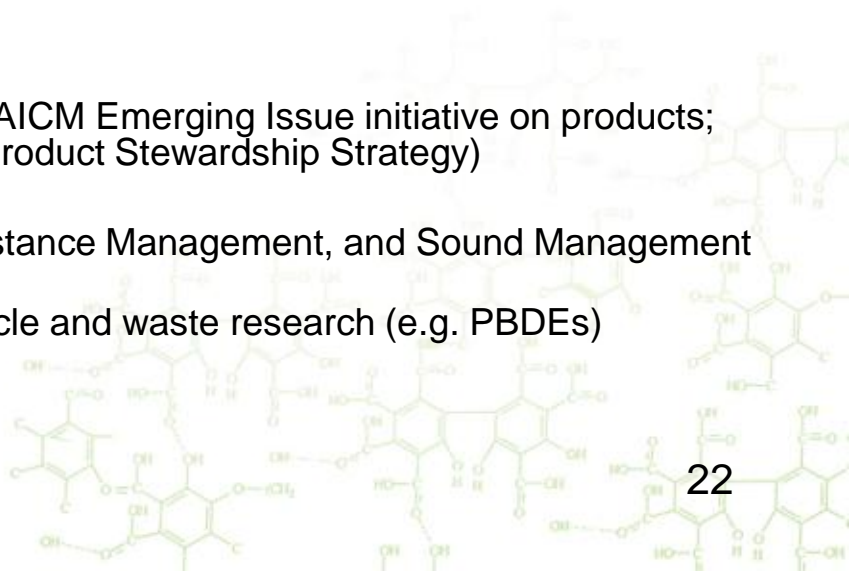 AICM Emerging Issue initiative on products;
roduct Stewardship Strategy)
stance Management, and Sound Management
cle and waste research (e.g. PBDEs)
22